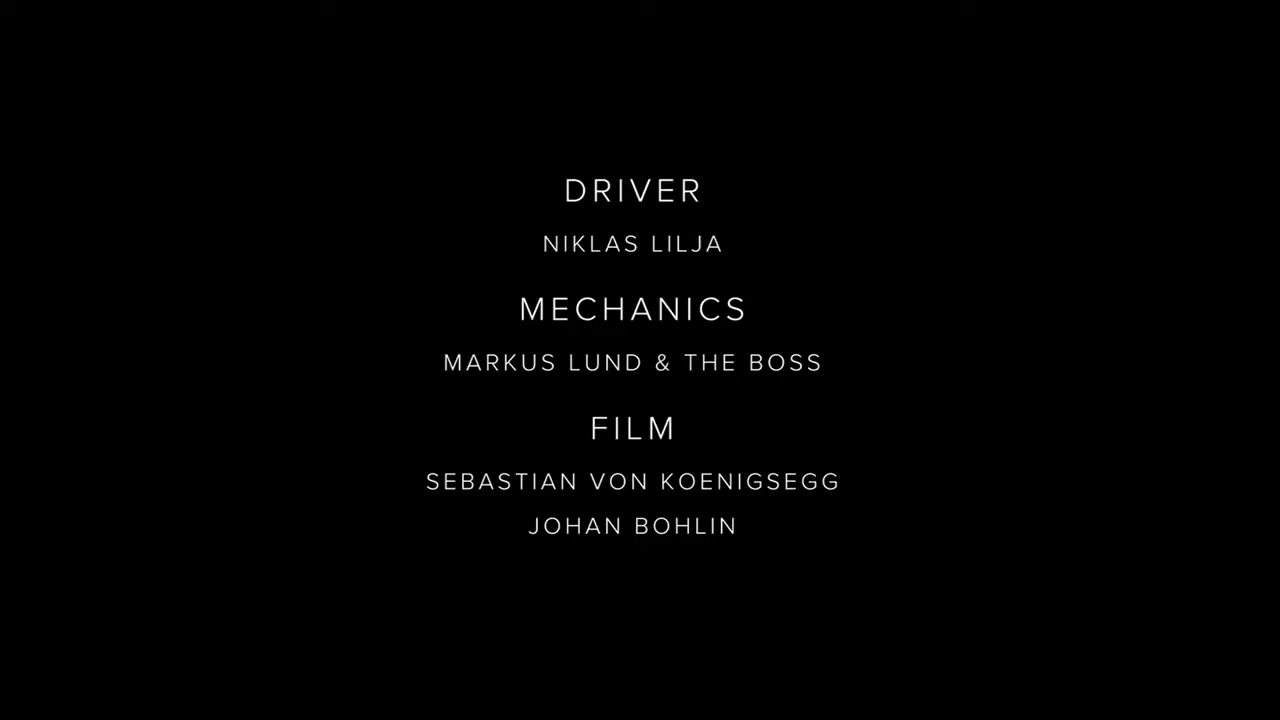 DRIVER
NIKLAS LILJA
MECHANICS
MARKUS LUND & THE BOSS
FILM
SEBASTIAN VON KOENIGSEGG
JOHAN BOHLIN